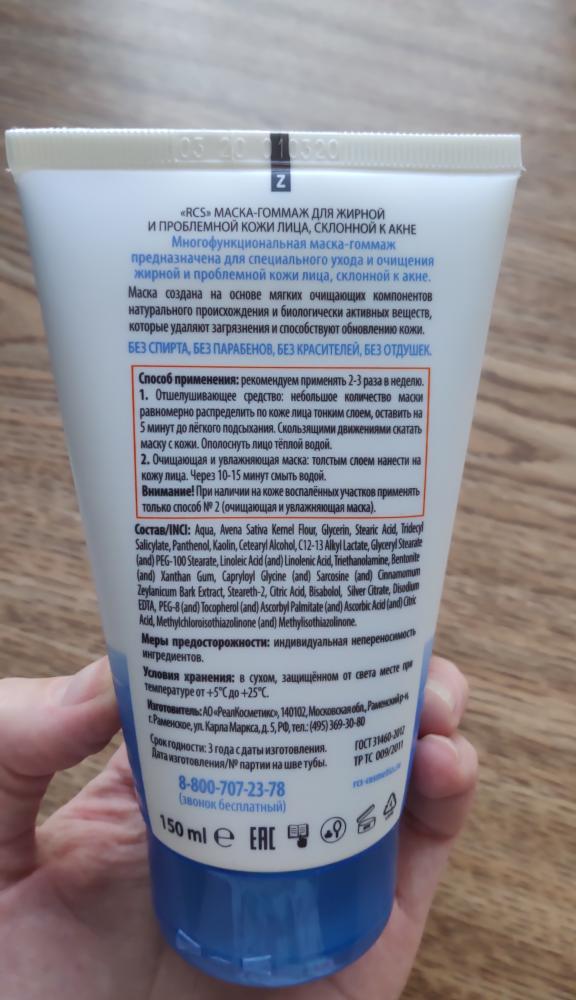 03 20 010320
Z
«RCS» МАСКА-ГОММАЖ ДЛЯ ЖИРНОЙ
И ПРОБЛЕМНОЙ КОЖИ ЛИЦА, СКЛОННОЙ К АКНЕ
Многофункциональная маска-гоммаж
предназначена для специального ухода и очищения
жирной и проблемной кожи лица, склонной к акне.
Маска создана на основе мягких очищающих компонентов
натурального происхождения и биологически активных веществ,
которые удаляют загрязнения и способствуют обновлению кожи.
БЕЗ СПИРТА, БЕЗ ПАРАБЕНОВ, БЕЗ КРАСИТЕЛЕЙ, БЕЗ ОТДУШЕК.
Способ применения: рекомендуем применять 2-3 раза в неделю.
1. Отшелушивающее средство: небольшое количество маски
равномерно распределить по коже лица тонким слоем, оставить на
5 минут до лёгкого подсыхания. Скользящими движениями скатать
маску с кожи. Ополоснуть лицо тёплой водой.
2. Очищающая и увлажняющая маска: толстым слоем нанести на
кожу лица. Через 10-15 минут смыть водой.
Внимание! При наличии на коже воспалённых участков применять
только способ № 2 (очищающая и увлажняющая маска).
Состав/INCI: Aqua, Avena Sativa Kernel Flour, Glycerin, Stearic Acid, Tridecyl
Salicylate, Panthenol, Kaolin, Cetearyl Alcohol, C12-13 Alkyl Lactate, Glyceryl Stearate
(and) PEG-100 Stearate, Linoleic Acid (and) Linolenic Acid, Triethanolamine, Bentonite
(and) Xanthan Gum, Capryloyl Glycine (and) Sarcosine (and) Cinnamomum
Zeylanicum Bark Extract, Steareth-2, Citric Acid, Bisabolol, Silver Citrate, Disodium
EDTA, PEG-8 (and) Tocopherol (and) Ascorbyl Palmitate (and) Ascorbic Acid (and) Citric
Acid, Methylchloroisothiazolinone (and) Methylisothiazolinone.
Меры предосторожности: индивидуальная непереносимость
ингредиентов.
Условия хранения: в сухом, защищённом от света месте при
температуре от +5°С до +25°С.
Изготовитель: АО «РеалКосметикс», 140102, Московская обл., Раменский р-н,
г. Раменское, ул. Карла Маркса, д. 5, РФ, тел.: (495) 369-30-80
Срок годности: 3 года с даты изготовления.
Дата изготовления/№ партии на шве тубы.
ГОСТ 31460-2012
ТР ТС 009/2011
8-800-707-23-78
(звонок бесплатный)
rcs-cosmetics.ru
150 ml e EAC